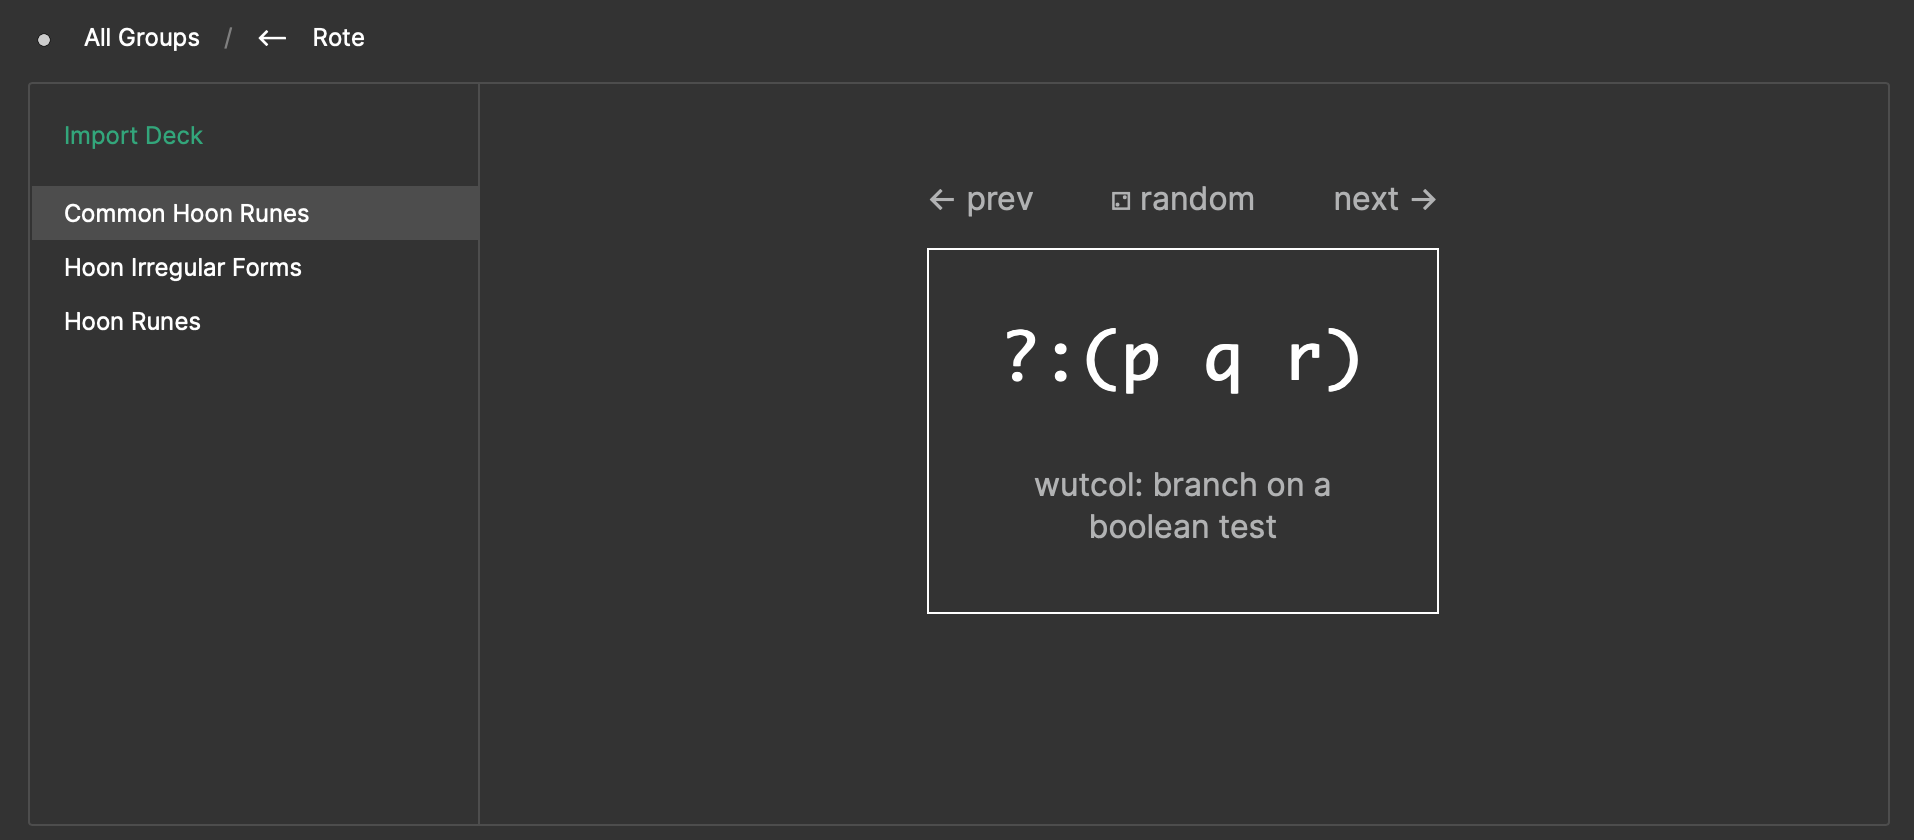 All Groups / ← Rote
Import Deck
Common Hoon Runes
Hoon Irregular Forms
Hoon Runes
← prev random next →
?:(p q r)
wutcol: branch on a
boolean test